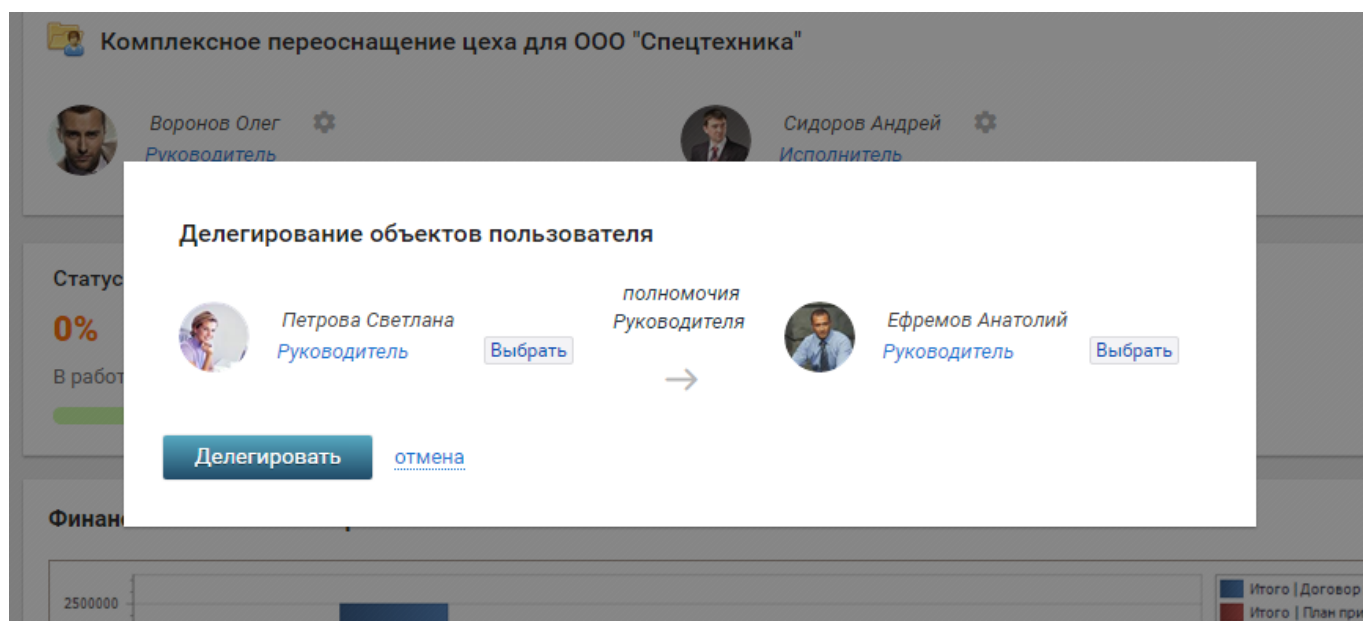 Комплексное переоснащение цеха для ООО "Спецтехника"
Воронов Олег
Руководитель
Сидоров Андрей
Исполнитель
Делегирование объектов пользователя
Петрова Светлана
Руководитель
Выбрать
полномочия
Руководителя
→
Ефремов Анатолий
Руководитель
Выбрать
Делегировать
отмена
Статус
0%
В работ
Финан
2500000
Итого | Договор
Итого | План при